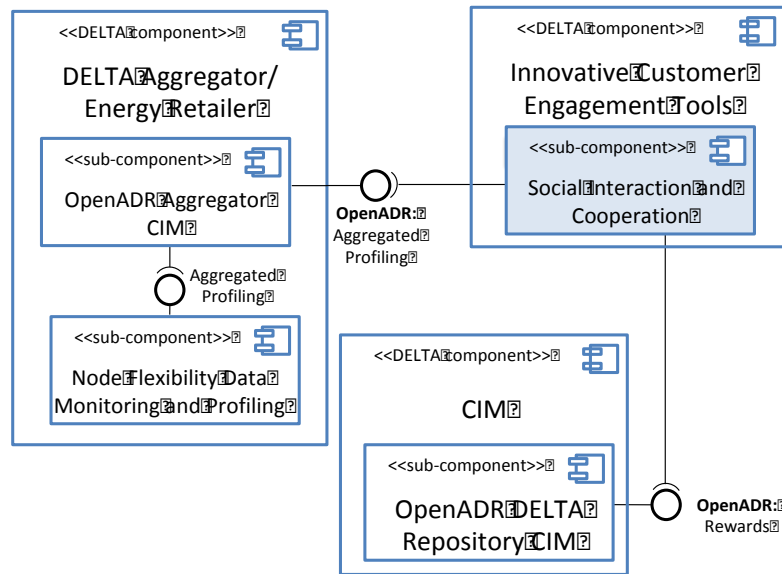 <<DELTA component>>
DELTA Aggregator/
Energy Retailer
<<sub-component>>
OpenADR Aggregator
CIM
Aggregated
Profiling
<<sub-component>>
Node Flexibility Data
Monitoring and Profiling
OpenADR:
Aggregated
Profiling
<<DELTA component>>
Innovative Customer
Engagement Tools
<<sub-component>>
Social Interaction and
Cooperation
<<DELTA component>>
CIM
<<sub-component>>
OpenADR DELTA
Repository CIM
OpenADR:
Rewards